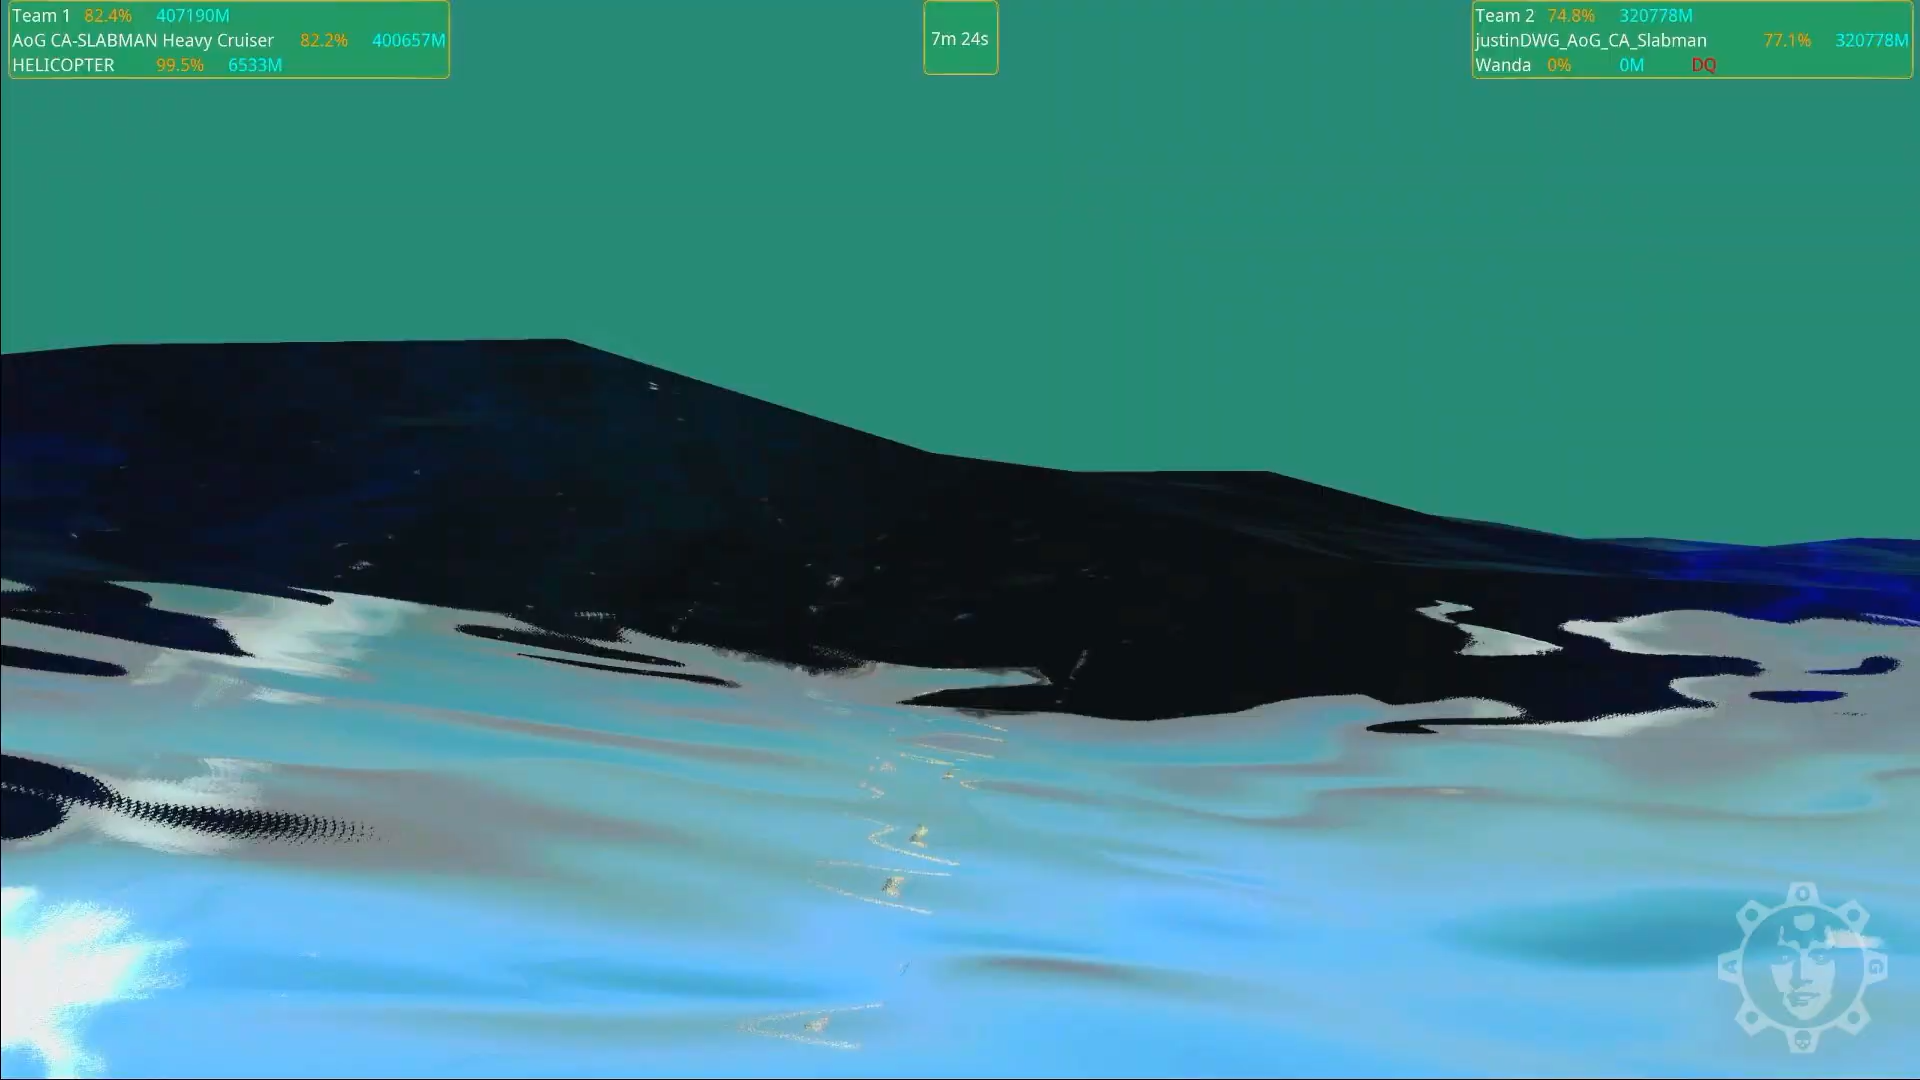 Team 1 82.4% 407190M
AoG CA-SLABMAN Heavy Cruiser 82.2% 400657M
HELICOPTER 99.5% 6533M
7m 24s
Team 2 74.8% 320778M
justinDWG_AoG_CA_Slabman 77.1% 320778M
Wanda 0% 0M DQ
A O G